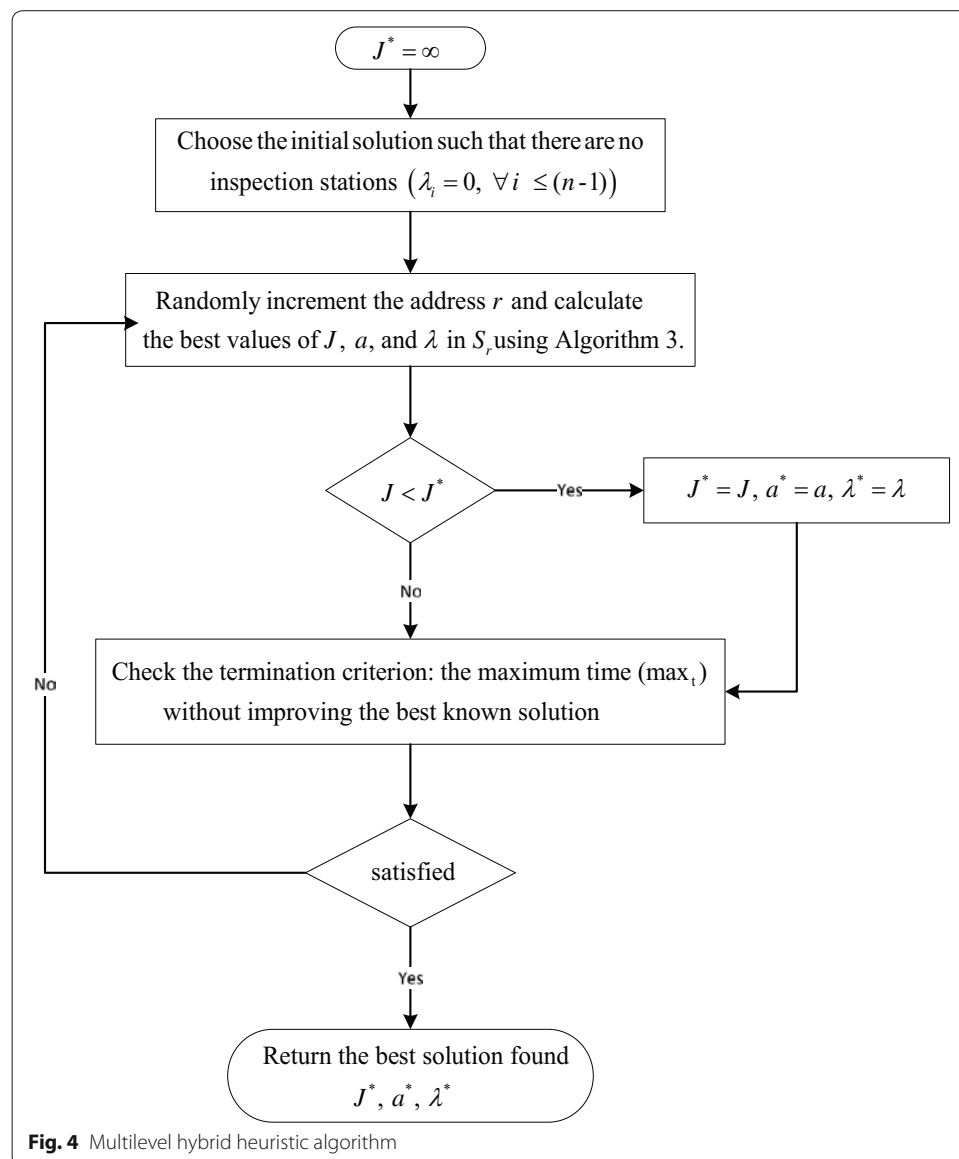 J* = ∞
Choose the initial solution such that there are no
inspection stations (λᵢ = 0, ∀ i ≤ (n-1))
Randomly increment the address r and calculate
the best values of J, a, and λ in Sᵣ using Algorithm 3.
J < J*
Yes
J* = J, a* = a, λ* = λ
No
Check the termination criterion: the maximum time (maxₜ)
without improving the best known solution
No
satisfied
Yes
Return the best solution found
J*, a*, λ*
Fig. 4 Multilevel hybrid heuristic algorithm